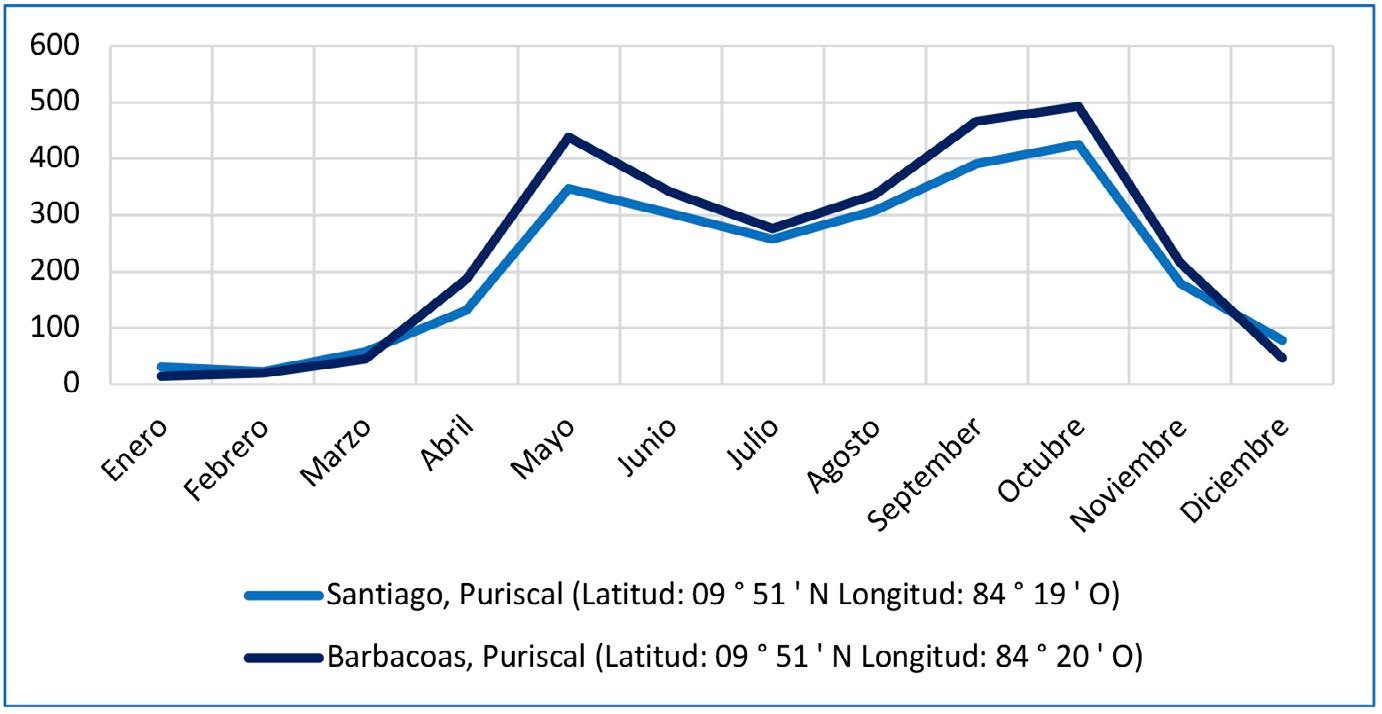 600
500
400
300
200
100
0
Enero
Febrero
Marzo
Abril
Mayo
Junio
Julio
Agosto
September
Octubre
Noviembre
Diciembre
Santiago, Puriscal (Latitud: 09 ° 51 ' N Longitud: 84 ° 19 ' O)
Barbacoas, Puriscal (Latitud: 09 ° 51 ' N Longitud: 84 ° 20 ' O)